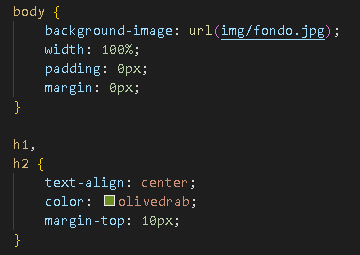 body {
    background-image: url(img/fondo.jpg);
    width: 100%;
    padding: 0px;
    margin: 0px;
}

h1,
h2 {
    text-align: center;
    color: olivedrab;
    margin-top: 10px;
}